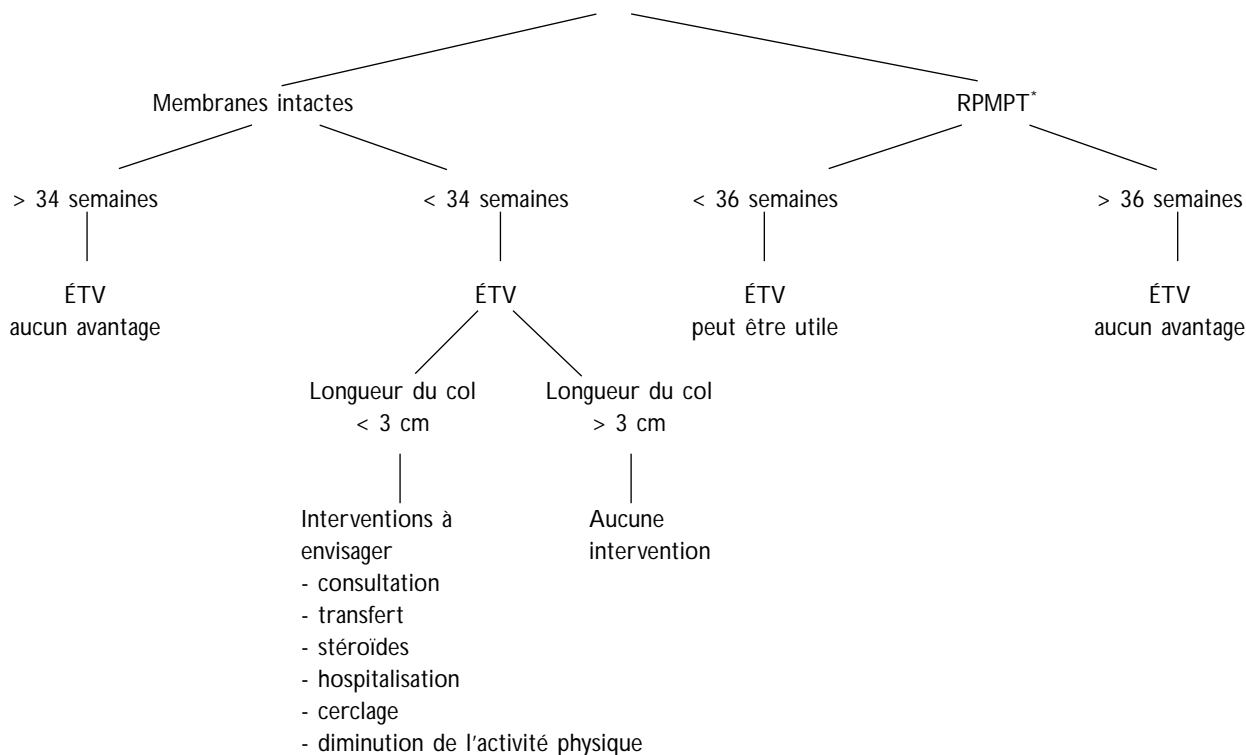 Membranes intactes
RPMPT*
> 34 semaines
< 34 semaines
< 36 semaines
> 36 semaines
ÉTV
aucun avantage
ÉTV
ÉTV
peut être utile
ÉTV
aucun avantage
Longueur du col
< 3 cm
Longueur du col
> 3 cm
Interventions à
envisager
- consultation
- transfert
- stéroïdes
- hospitalisation
- cerclage
- diminution de l'activité physique
Aucune
intervention